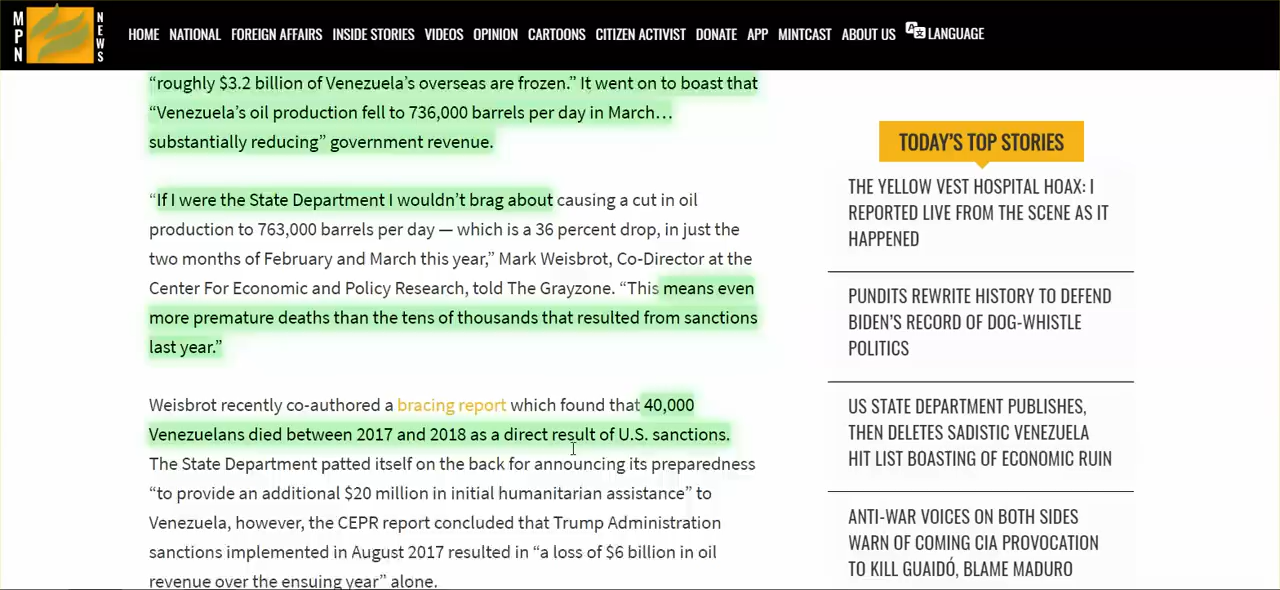 MPN
NEWS
HOME NATIONAL FOREIGN AFFAIRS INSIDE STORIES VIDEOS OPINION CARTOONS CITIZEN ACTIVIST DONATE APP MINTCAST ABOUT US LANGUAGE
“roughly $3.2 billion of Venezuela’s overseas are frozen.” It went on to boast that
“Venezuela’s oil production fell to 736,000 barrels per day in March…
substantially reducing” government revenue.
“If I were the State Department I wouldn’t brag about causing a cut in oil
production to 763,000 barrels per day — which is a 36 percent drop, in just the
two months of February and March this year,” Mark Weisbrot, Co-Director at the
Center For Economic and Policy Research, told The Grayzone. “This means even
more premature deaths than the tens of thousands that resulted from sanctions
last year.”
Weisbrot recently co-authored a bracing report which found that 40,000
Venezuelans died between 2017 and 2018 as a direct result of U.S. sanctions.
The State Department patted itself on the back for announcing its preparedness
“to provide an additional $20 million in initial humanitarian assistance” to
Venezuela, however, the CEPR report concluded that Trump Administration
sanctions implemented in August 2017 resulted in “a loss of $6 billion in oil
revenue over the ensuing year” alone.
TODAY’S TOP STORIES
THE YELLOW VEST HOSPITAL HOAX: I
REPORTED LIVE FROM THE SCENE AS IT
HAPPENED
PUNDITS REWRITE HISTORY TO DEFEND
BIDEN’S RECORD OF DOG-WHISTLE
POLITICS
US STATE DEPARTMENT PUBLISHES,
THEN DELETES SADISTIC VENEZUELA
HIT LIST BOASTING OF ECONOMIC RUIN
ANTI-WAR VOICES ON BOTH SIDES
WARN OF COMING CIA PROVOCATION
TO KILL GUAIDÓ, BLAME MADURO